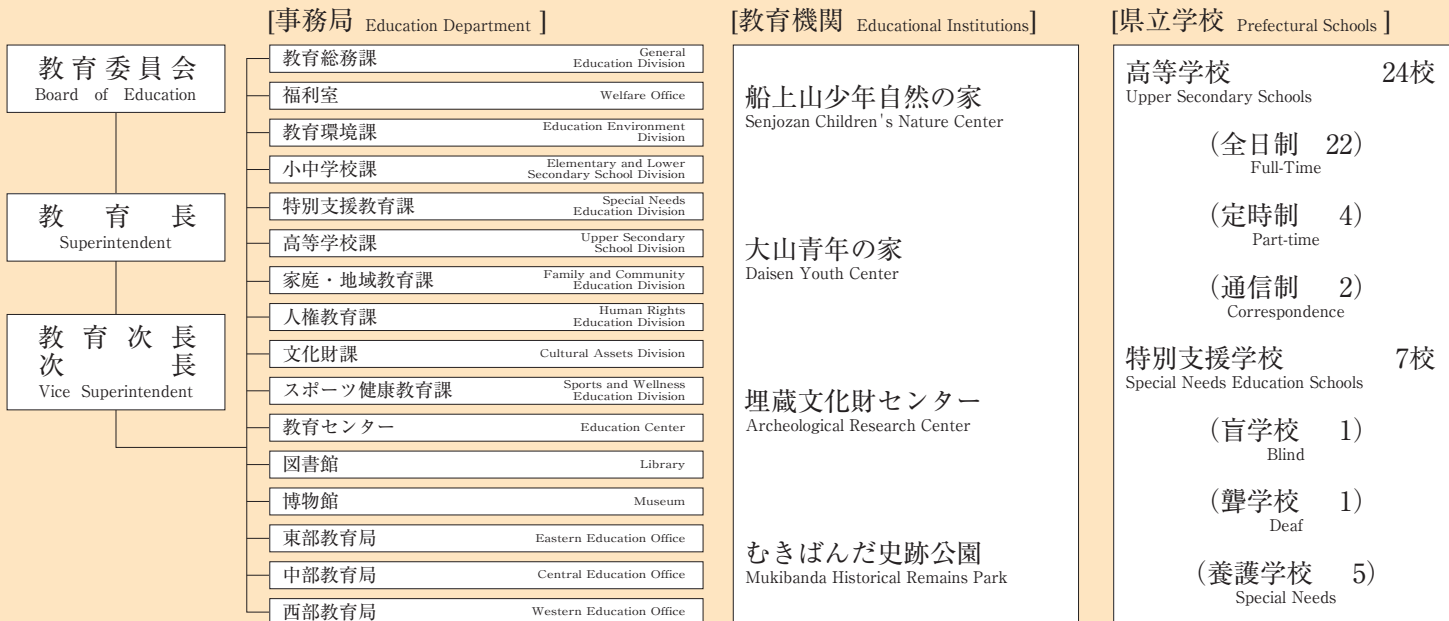 [事務局 Education Department ]
教育委員会
Board of Education
教育長
Superintendent
教育次長
次長
Vice Superintendent
教育総務課 General
Education Division
福利室 Welfare Office
教育環境課 Education Environment
Division
小中学校課 Elementary and Lower
Secondary School Division
特別支援教育課 Special Needs
Education Division
高等学校課 Upper Secondary
School Division
家庭・地域教育課 Family and Community
Education Division
人権教育課 Human Rights
Education Division
文化財課 Cultural Assets Division
スポーツ健康教育課 Sports and Wellness
Education Division
教育センター Education Center
図書館 Library
博物館 Museum
東部教育局 Eastern Education Office
中部教育局 Central Education Office
西部教育局 Western Education Office
[教育機関 Educational Institutions]
船上山少年自然の家
Senjozan Children's Nature Center
大山青年の家
Daisen Youth Center
埋蔵文化財センター
Archeological Research Center
むきばんだ史跡公園
Mukibanda Historical Remains Park
[県立学校 Prefectural Schools ]
高等学校 24校
Upper Secondary Schools
（全日制 22）
Full-Time
（定時制 4）
Part-time
（通信制 2）
Correspondence
特別支援学校 7校
Special Needs Education Schools
（盲学校 1）
Blind
（聾学校 1）
Deaf
（養護学校 5）
Special Needs